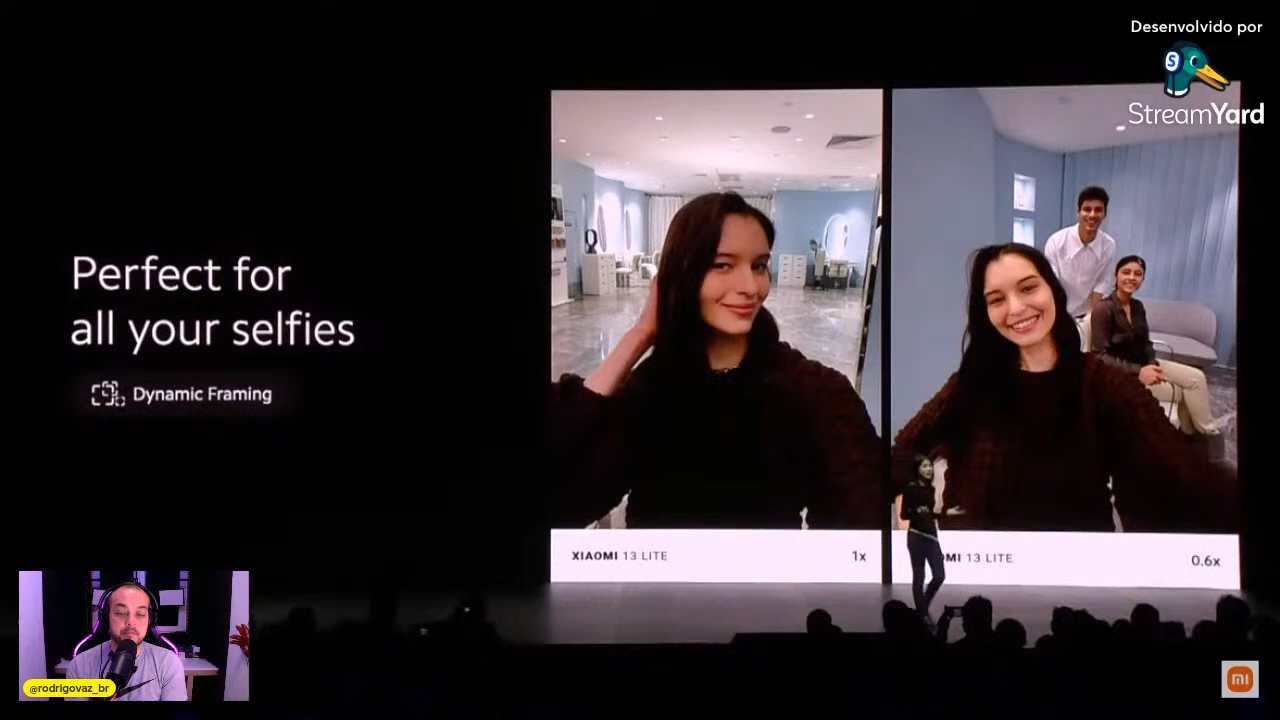 Desenvolvido por
StreamYard
Perfect for
all your selfies
Dynamic Framing
XIAOMI 13 LITE
1x
MI 13 LITE
0.6x
@rodrigovaz_br
mi